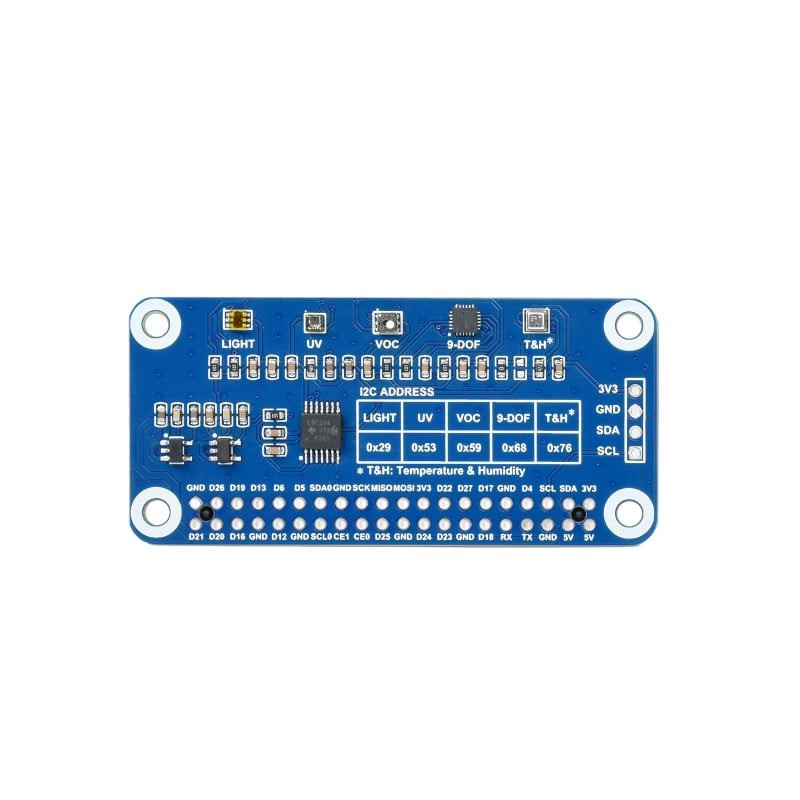 LIGHT UV VOC 9-DOF T&H*
I2C ADDRESS
LIGHT UV VOC 9-DOF T&H*
0x29 0x53 0x59 0x68 0x76
* T&H: Temperature & Humidity
3V3
GND
SDA
SCL
GND D26 D19 D13 D6 D5 SDA0 GND SCK MISO MOSI 3V3 D22 D27 D17 GND D4 SCL SDA 3V3
D21 D20 D16 GND D12 GND SCL0 CE1 CE0 D25 GND D24 D23 GND D18 RX TX GND 5V 5V